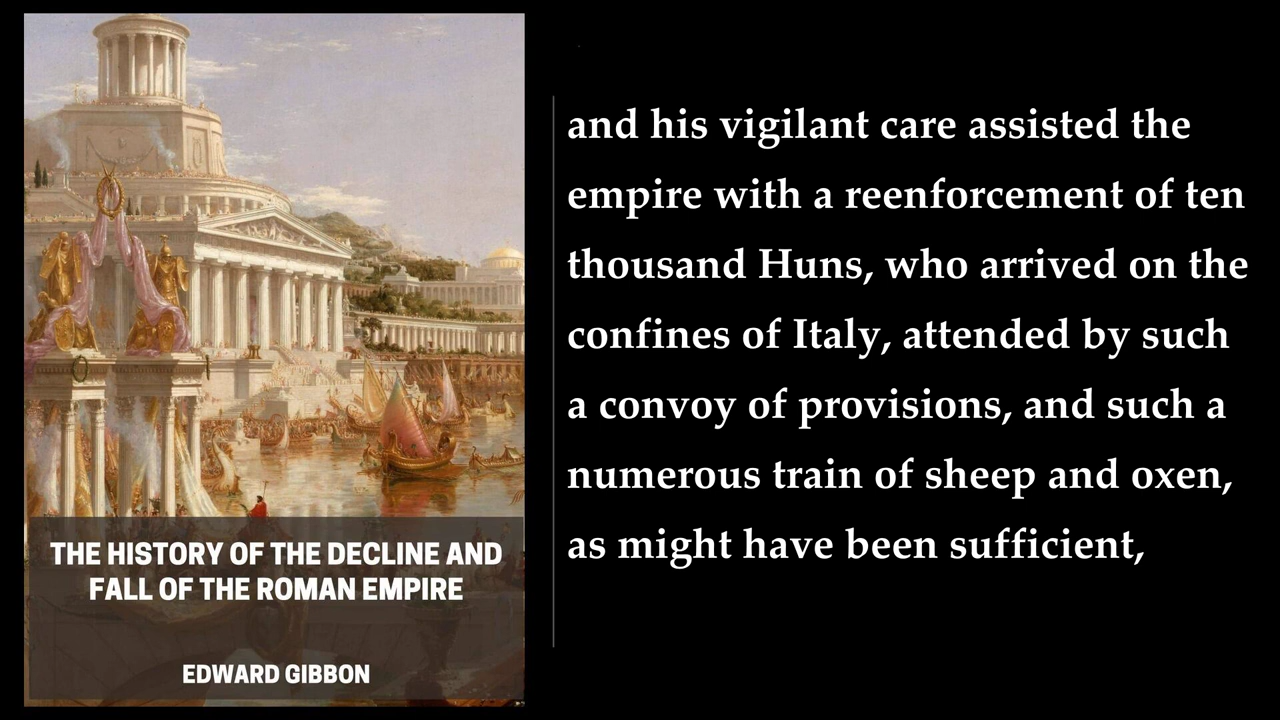 THE HISTORY OF THE DECLINE AND
FALL OF THE ROMAN EMPIRE
EDWARD GIBBON
and his vigilant care assisted the
empire with a reenforcement of ten
thousand Huns, who arrived on the
confines of Italy, attended by such
a convoy of provisions, and such a
numerous train of sheep and oxen,
as might have been sufficient,